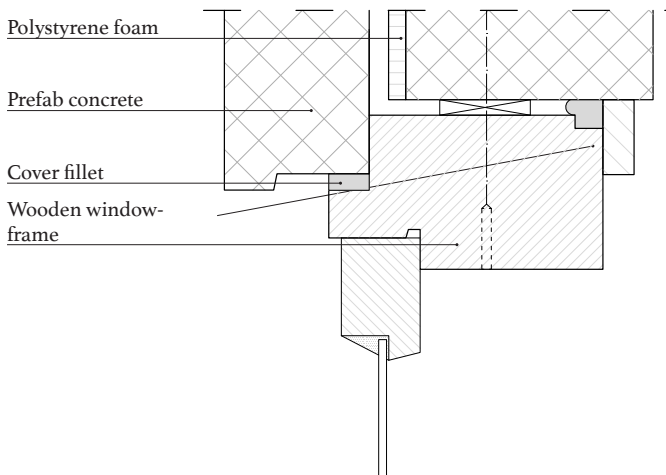 Polystyrene foam
Prefab concrete
Cover fillet
Wooden window-
frame